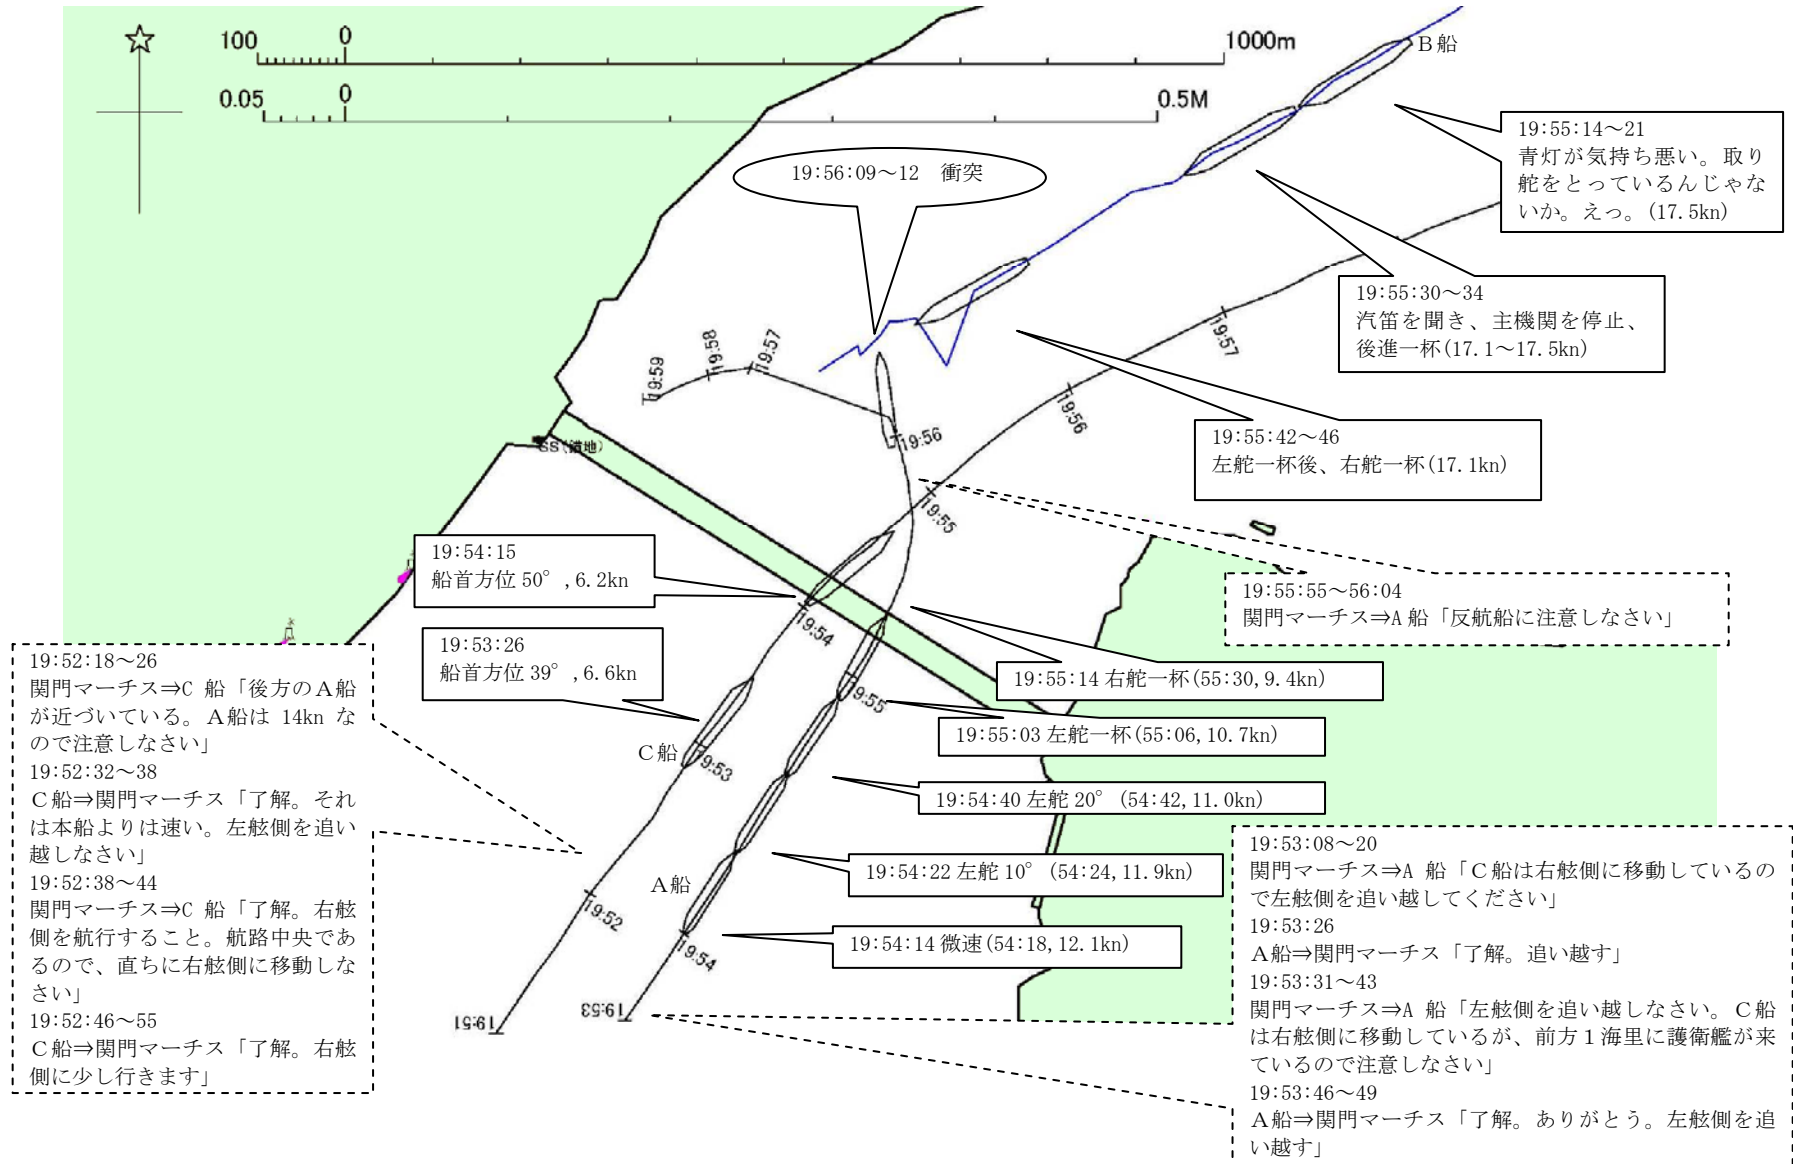 100 0 1000m
0.05 0 0.5M
B船
19:56:09～12　衝突
19:55:14～21
青灯が気持ち悪い。取り
舵をとっているんじゃな
いか。えっ。(17.5kn)
19:55:30～34
汽笛を聞き、主機関を停止、
後進一杯(17.1～17.5kn)
19:55:42～46
左舵一杯後、右舵一杯(17.1kn)
19:59
19:58
19:57
19:57
19:56
19:56
19:55
19:54:15
船首方位 50°,6.2kn
19:53:26
船首方位 39°,6.6kn
19:54
19:55:55～56:04
関門マーチス⇒A 船「反航船に注意しなさい」
19:55:14 右舵一杯(55:30,9.4kn)
19:55
19:55:03 左舵一杯(55:06,10.7kn)
C船
19:53
19:54:40 左舵 20°(54:42,11.0kn)
19:54:22 左舵 10°(54:24,11.9kn)
A船
19:52
19:54:14 微速(54:18,12.1kn)
19:54
19:51
19:53
19:52:18～26
関門マーチス⇒C 船「後方のA船
が近づいている。A船は 14kn な
ので注意しなさい」
19:52:32～38
C船⇒関門マーチス「了解。それ
は本船よりは速い。左舷側を追い
越しなさい」
19:52:38～44
関門マーチス⇒C 船「了解。右舷
側を航行すること。航路中央であ
るので、直ちに右舷側に移動しな
さい」
19:52:46～55
C船⇒関門マーチス「了解。右舷
側に少し行きます」
19:53:08～20
関門マーチス⇒A 船「C船は右舷側に移動しているの
で左舷側を追い越してください」
19:53:26
A船⇒関門マーチス「了解。追い越す」
19:53:31～43
関門マーチス⇒A 船「左舷側を追い越しなさい。C船
は右舷側に移動しているが、前方1海里に護衛艦が来
ているので注意しなさい」
19:53:46～49
A船⇒関門マーチス「了解。ありがとう。左舷側を追
い越す」